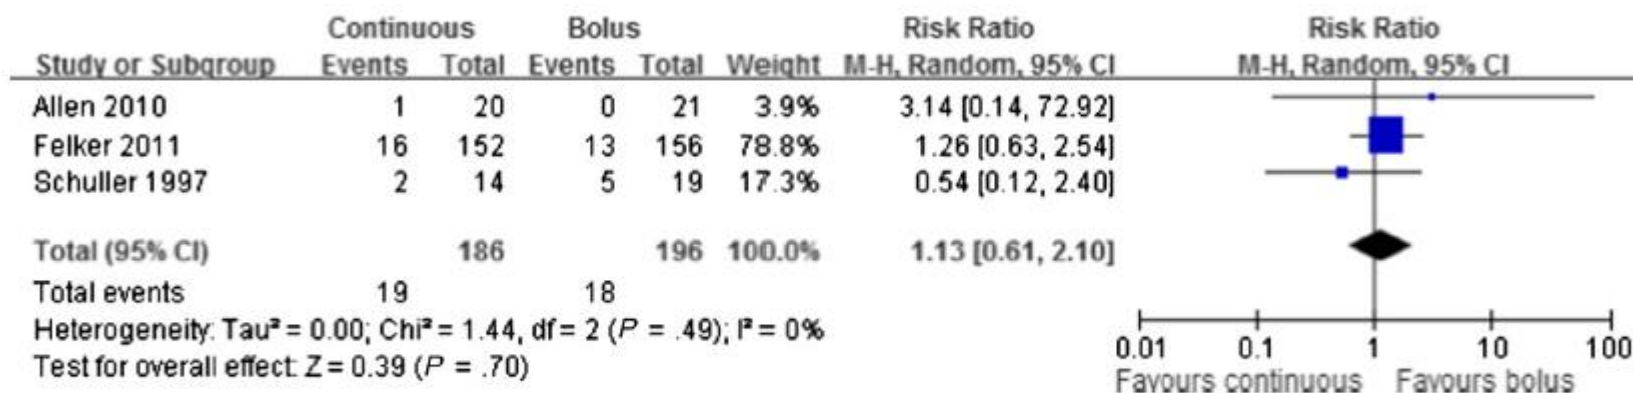 Continuous Bolus Risk Ratio Risk Ratio
Study or Subgroup Events Total Events Total Weight M-H, Random, 95% CI M-H, Random, 95% CI
Allen 2010 1 20 0 21 3.9% 3.14 [0.14, 72.92]
Felker 2011 16 152 13 156 78.8% 1.26 [0.63, 2.54]
Schuller 1997 2 14 5 19 17.3% 0.54 [0.12, 2.40]
Total (95% CI) 186 196 100.0% 1.13 [0.61, 2.10]
Total events 19 18
Heterogeneity: Tau² = 0.00; Chi² = 1.44, df = 2 (P = .49); I² = 0%
Test for overall effect: Z = 0.39 (P = .70)
0.01 0.1 1 10 100
Favours continuous Favours bolus